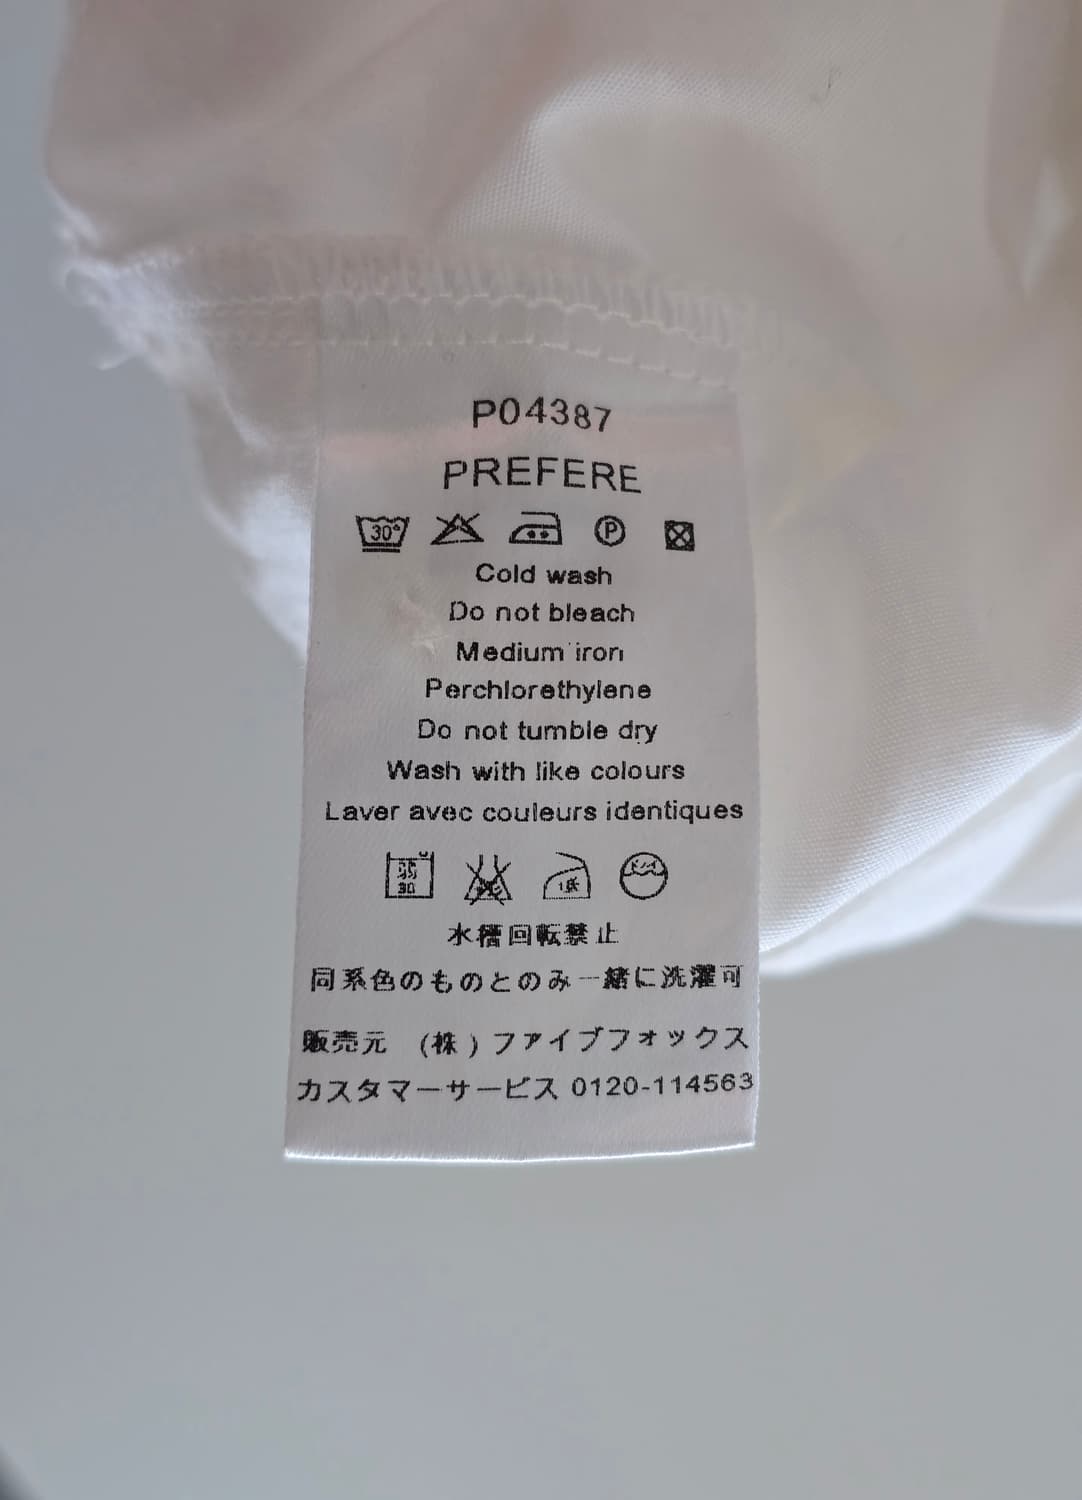 P04387
PREFERE
30°
P
Cold wash
Do not bleach
Medium iron
Perchlorethylene
Do not tumble dry
Wash with like colours
Laver avec couleurs identiques
弱 30
水槽回転禁止
同系色のものとのみ一緒に洗濯可
販売元 (株)ファイブフォックス
カスタマーサービス 0120-114563